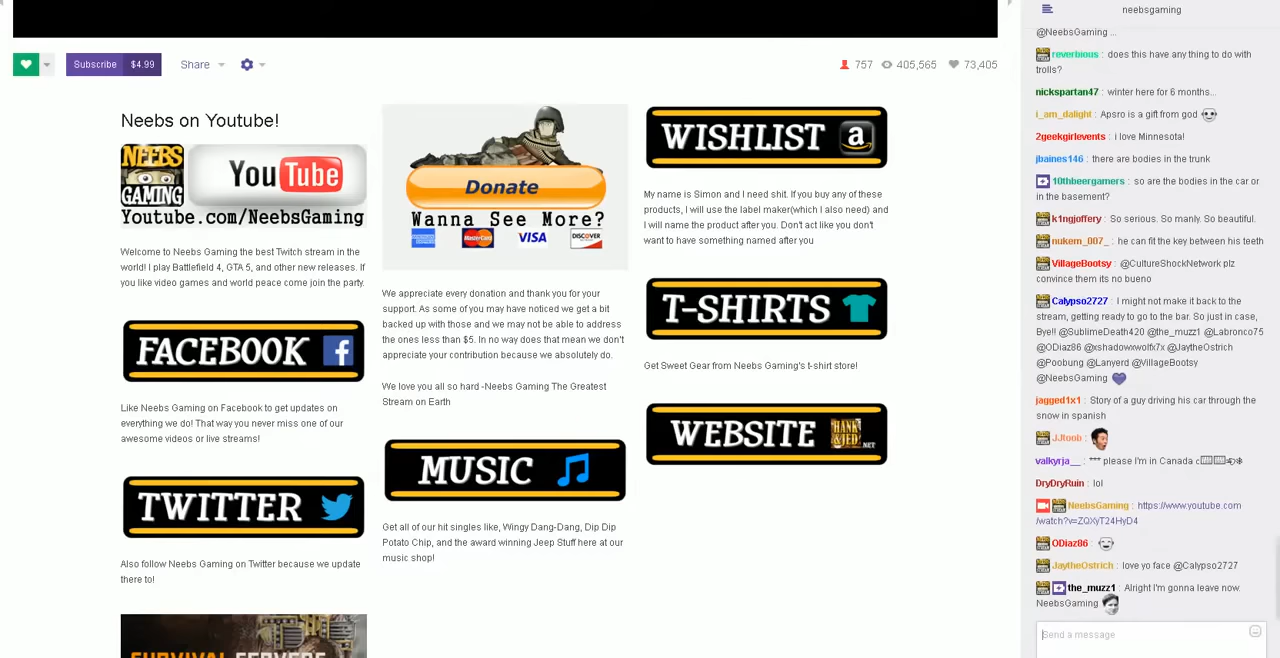 Subscribe $4.99 Share 757 405,565 73,405
Neebs on Youtube!
NEEBS
GAMING
YouTube
Youtube.com/NeebsGaming
Welcome to Neebs Gaming the best Twitch stream in the
world! I play Battlefield 4, GTA 5, and other new releases. If
you like video games and world peace come join the party.
FACEBOOK
Like Neebs Gaming on Facebook to get updates on
everything we do! That way you never miss one of our
awesome videos or live streams!
TWITTER
Also follow Neebs Gaming on Twitter because we update
there to!
Donate
Wanna See More?
MasterCard VISA DISCOVER
We appreciate every donation and thank you for your
support. As some of you may have noticed we get a bit
backed up with those and we may not be able to address
the ones less than $5. In no way does that mean we don't
appreciate your contribution because we absolutely do.
We love you all so hard -Neebs Gaming The Greatest
Stream on Earth
MUSIC
Get all of our hit singles like, Wingy Dang-Dang, Dip Dip
Potato Chip, and the award winning Jeep Stuff here at our
music shop!
WISHLIST a
My name is Simon and I need shit. If you buy any of these
products, I will use the label maker(which I also need) and
I will name the product after you. Don't act like you don't
want to have something named after you
T-SHIRTS
Get Sweet Gear from Neebs Gaming's t-shirt store!
WEBSITE HANK & JED .NET
neebsgaming
@NeebsGaming ...
reverbious : does this have any thing to do with
trolls?
nickspartan47 : winter here for 6 months...
i_am_dalight : Apsro is a gift from god
2geekgirlevents : i love Minnesota!
jbaines146 : there are bodies in the trunk
10thbeergamers : so are the bodies in the car or
in the basement?
k1ngjoffery : So serious. So manly. So beautiful.
nukem_007_ : he can fit the key between his teeth
VillageBootsy : @CultureShockNetwork plz
convince them its no bueno
Calypso2727 : I might not make it back to the
stream, getting ready to go to the bar. So just in case,
Bye!! @SublimeDeath420 @the_muzz1 @Labronco75
@ODiaz86 @xshadowxwolfx7x @JaytheOstrich
@Poobung @Lanyerd @VillageBootsy
@NeebsGaming
jagged1x1 : Story of a guy driving his car through the
snow in spanish
JJtoob :
valkyrja__ : *** please I'm in Canada
DryDryRuin : lol
NeebsGaming : https://www.youtube.com
/watch?v=ZQXyT24HyD4
ODiaz86 :
JaytheOstrich : love yo face @Calypso2727
the_muzz1 : Alright I'm gonna leave now.
NeebsGaming
Send a message